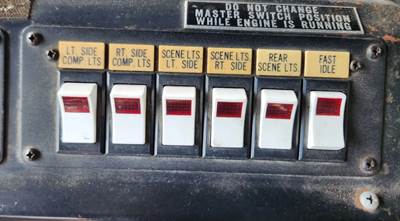 DO NOT CHANGE
MASTER SWITCH POSITION
WHILE ENGINE IS RUNNING
LT. SIDE
COMP. LTS
RT. SIDE
COMP. LTS
SCENE LTS.
LT. SIDE
SCENE LTS
RT. SIDE
REAR
SCENE LTS
FAST
IDLE